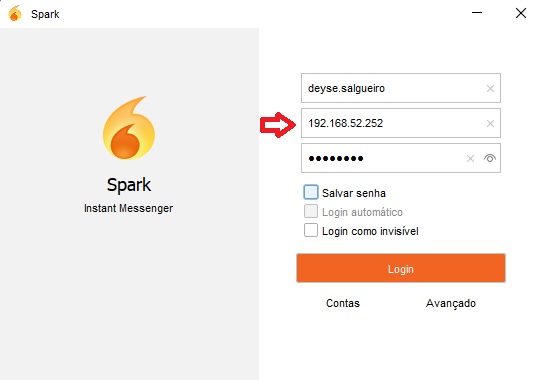 Spark
deyse.salgueiro
192.168.52.252
Spark
Instant Messenger
Salvar senha
Login automático
Login como invisível
Login
Contas
Avançado